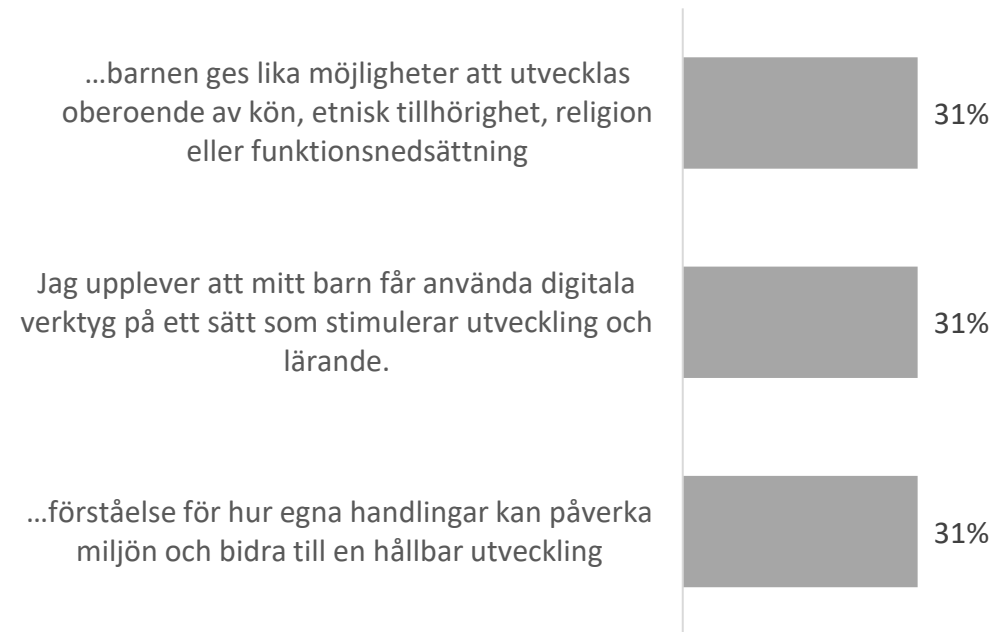 …barnen ges lika möjligheter att utvecklas
oberoende av kön, etnisk tillhörighet, religion
eller funktionsnedsättning
31%
Jag upplever att mitt barn får använda digitala
verktyg på ett sätt som stimulerar utveckling och
lärande.
31%
…förståelse för hur egna handlingar kan påverka
miljön och bidra till en hållbar utveckling
31%